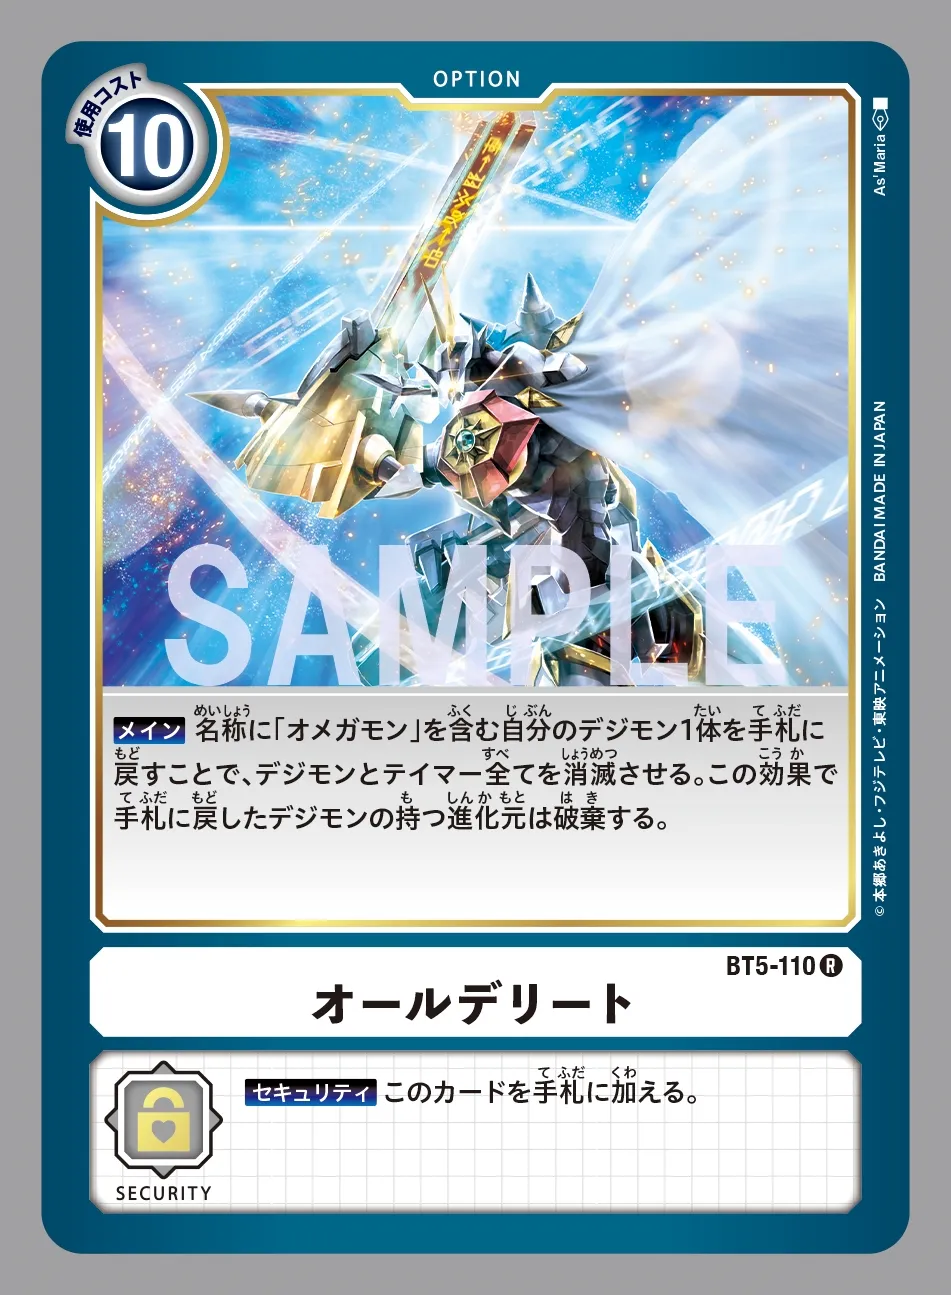 OPTION
使用コスト
10
As'Maria
SAMPLE
メイン 名称に「オメガモン」を含む自分のデジモン1体を手札に
戻すことで、デジモンとテイマー全てを消滅させる。この効果で
手札に戻したデジモンの持つ進化元は破棄する。
©本郷あきよし・フジテレビ・東映アニメーション BANDAI MADE IN JAPAN
BT5-110 R
オールデリート
セキュリティ このカードを手札に加える。
SECURITY